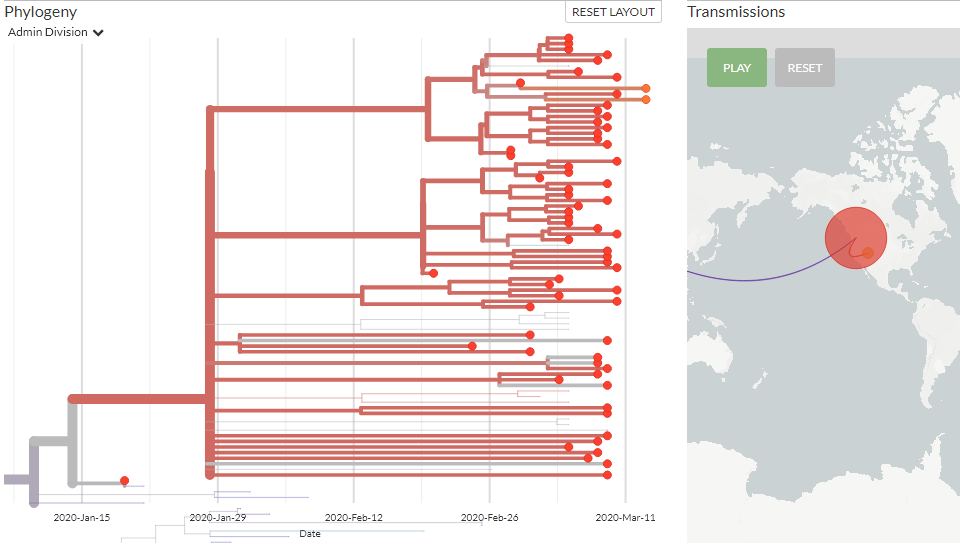 Phylogeny
RESET LAYOUT
Admin Division
2020-Jan-15
2020-Jan-29
2020-Feb-12
2020-Feb-26
2020-Mar-11
Date
Transmissions
PLAY
RESET